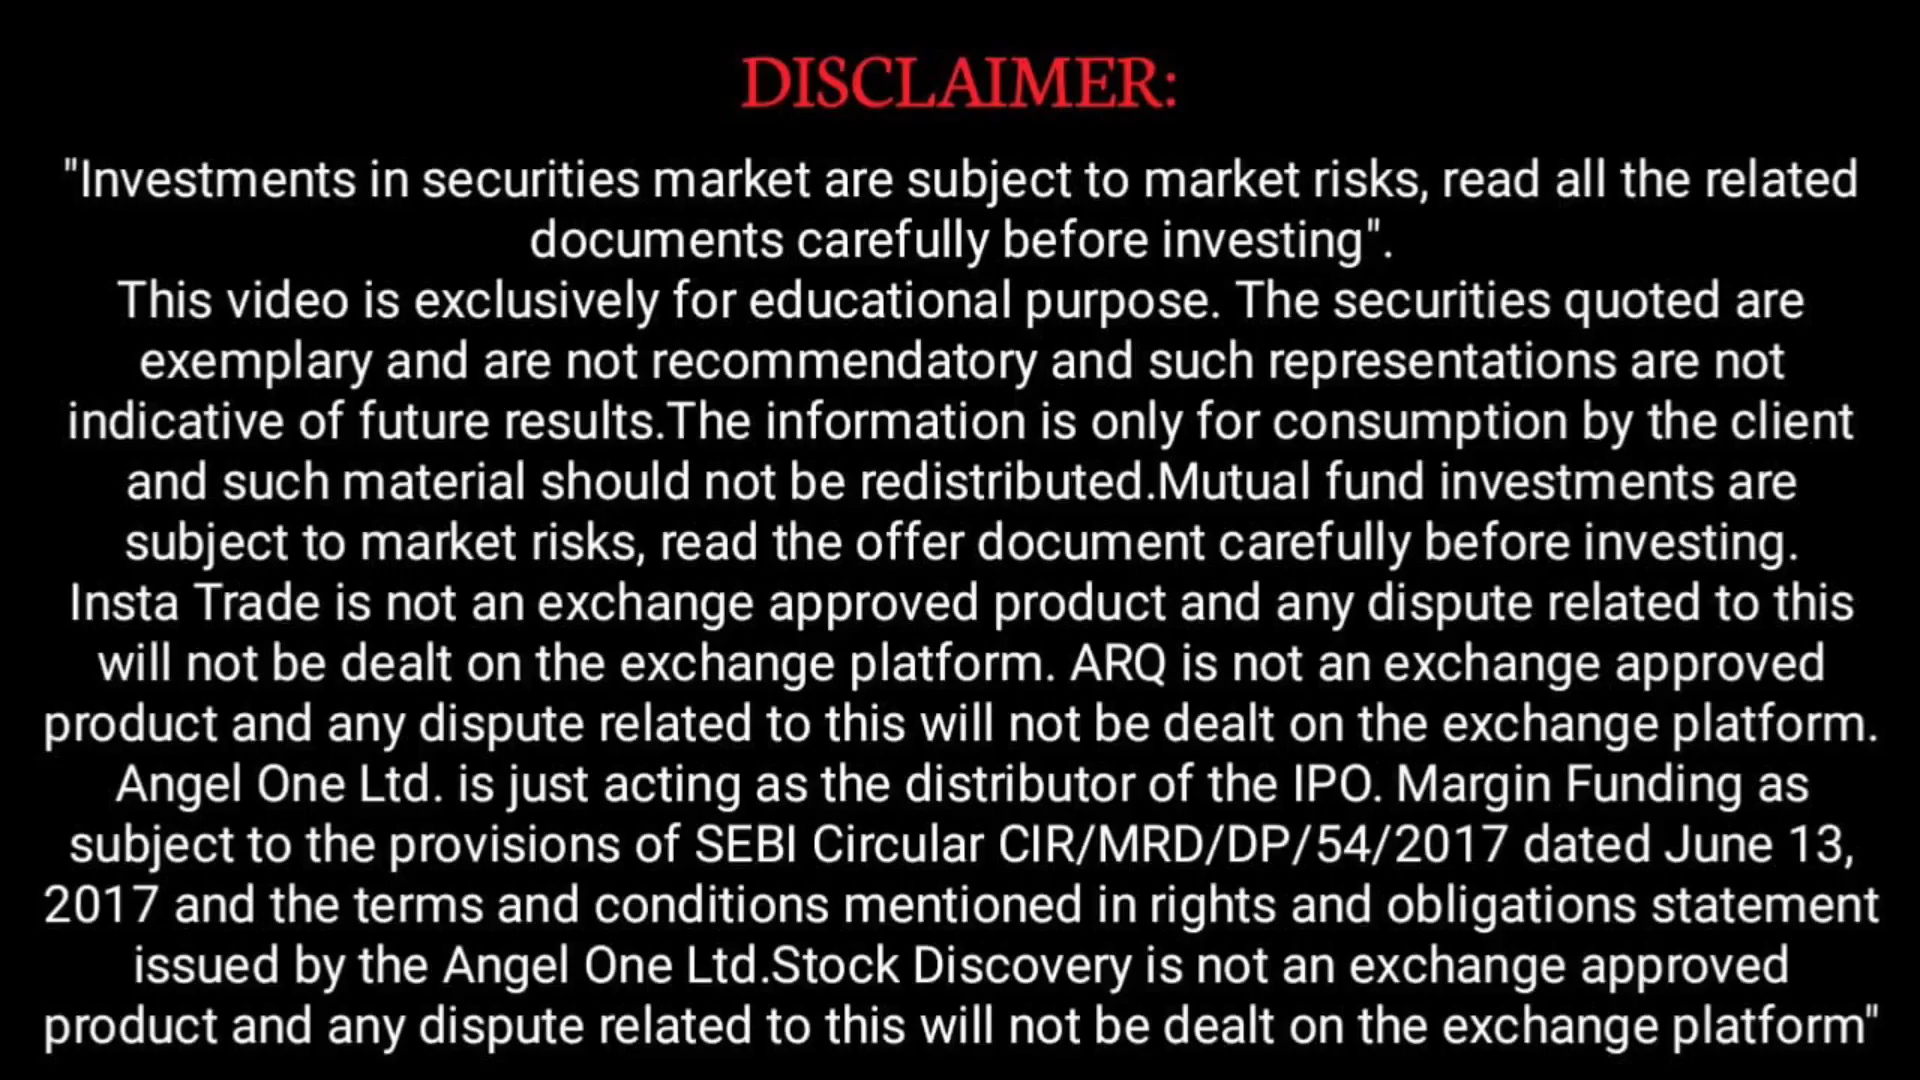 DISCLAIMER:
"Investments in securities market are subject to market risks, read all the related
documents carefully before investing".
This video is exclusively for educational purpose. The securities quoted are
exemplary and are not recommendatory and such representations are not
indicative of future results.The information is only for consumption by the client
and such material should not be redistributed.Mutual fund investments are
subject to market risks, read the offer document carefully before investing.
Insta Trade is not an exchange approved product and any dispute related to this
will not be dealt on the exchange platform. ARQ is not an exchange approved
product and any dispute related to this will not be dealt on the exchange platform.
Angel One Ltd. is just acting as the distributor of the IPO. Margin Funding as
subject to the provisions of SEBI Circular CIR/MRD/DP/54/2017 dated June 13,
2017 and the terms and conditions mentioned in rights and obligations statement
issued by the Angel One Ltd.Stock Discovery is not an exchange approved
product and any dispute related to this will not be dealt on the exchange platform"